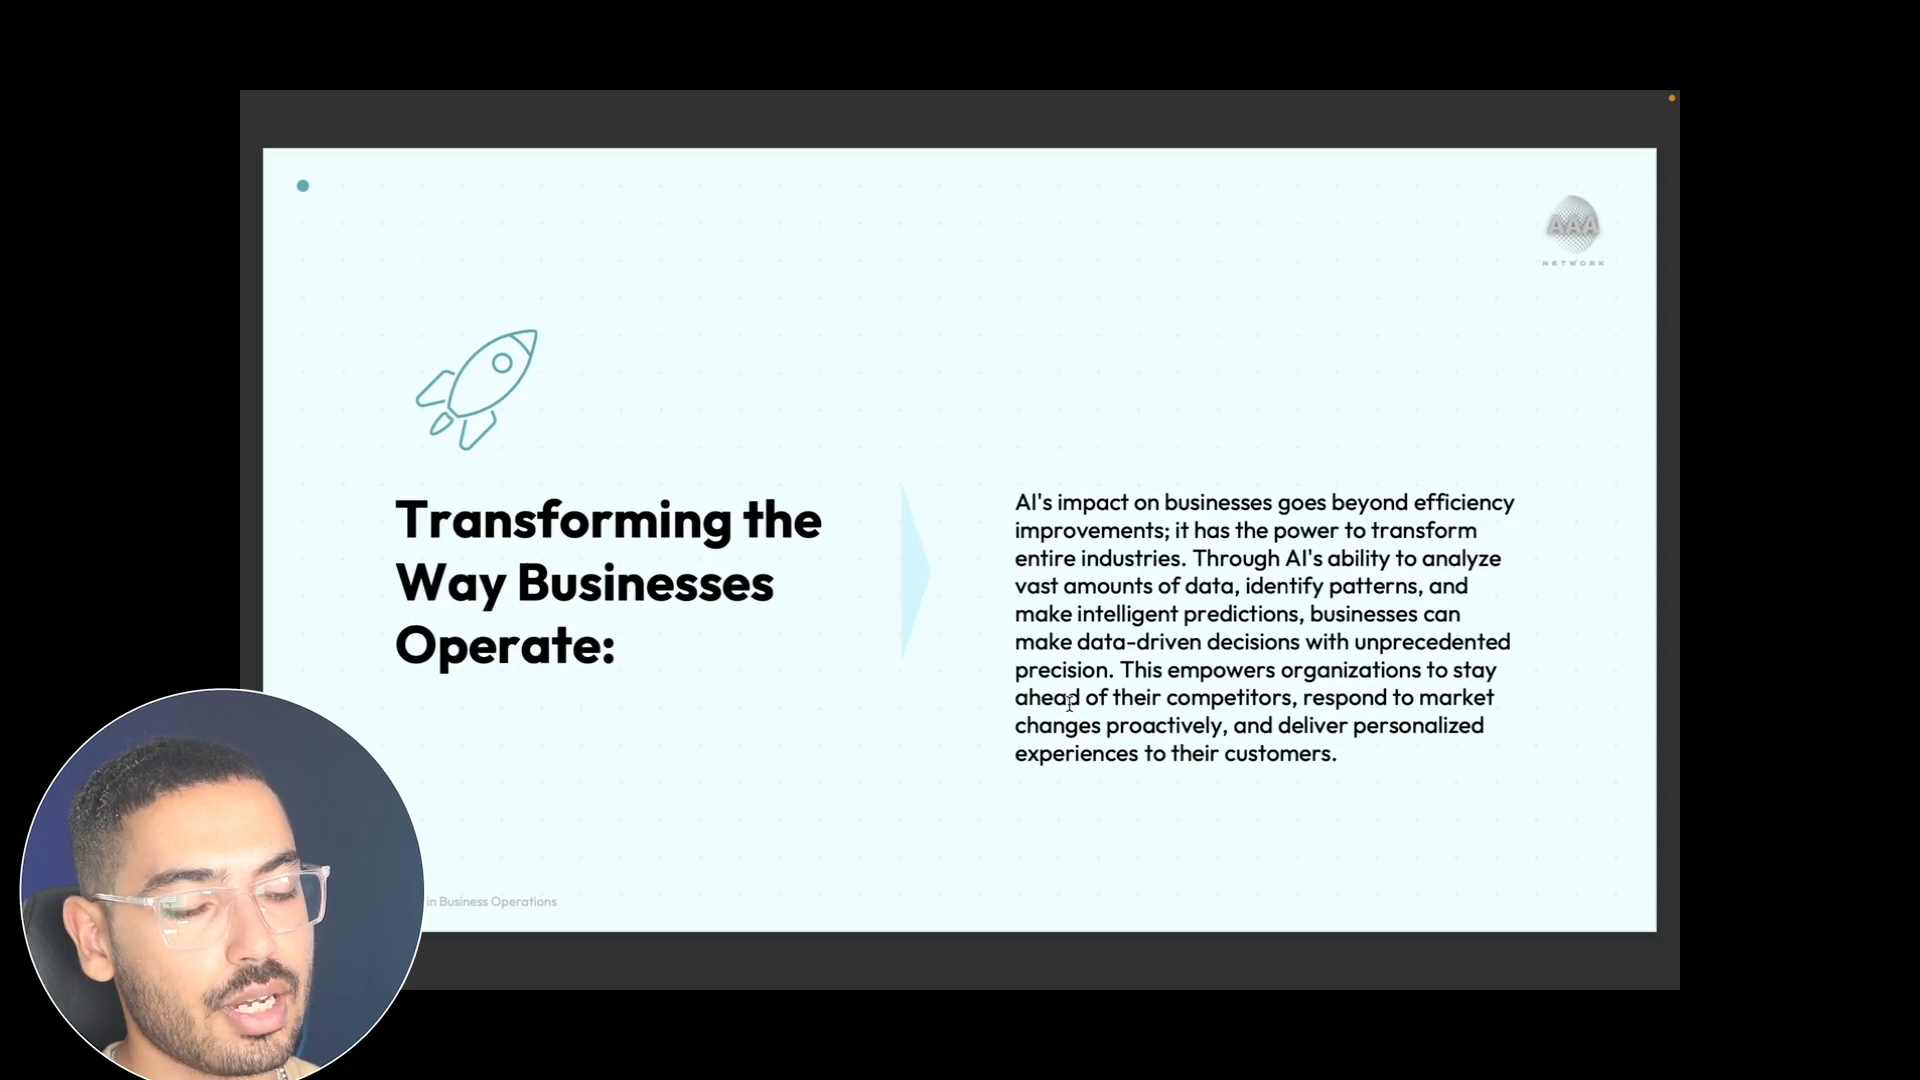 AAA
NETWORK
Transforming the
Way Businesses
Operate:
AI's impact on businesses goes beyond efficiency
improvements; it has the power to transform
entire industries. Through AI's ability to analyze
vast amounts of data, identify patterns, and
make intelligent predictions, businesses can
make data-driven decisions with unprecedented
precision. This empowers organizations to stay
ahead of their competitors, respond to market
changes proactively, and deliver personalized
experiences to their customers.
in Business Operations